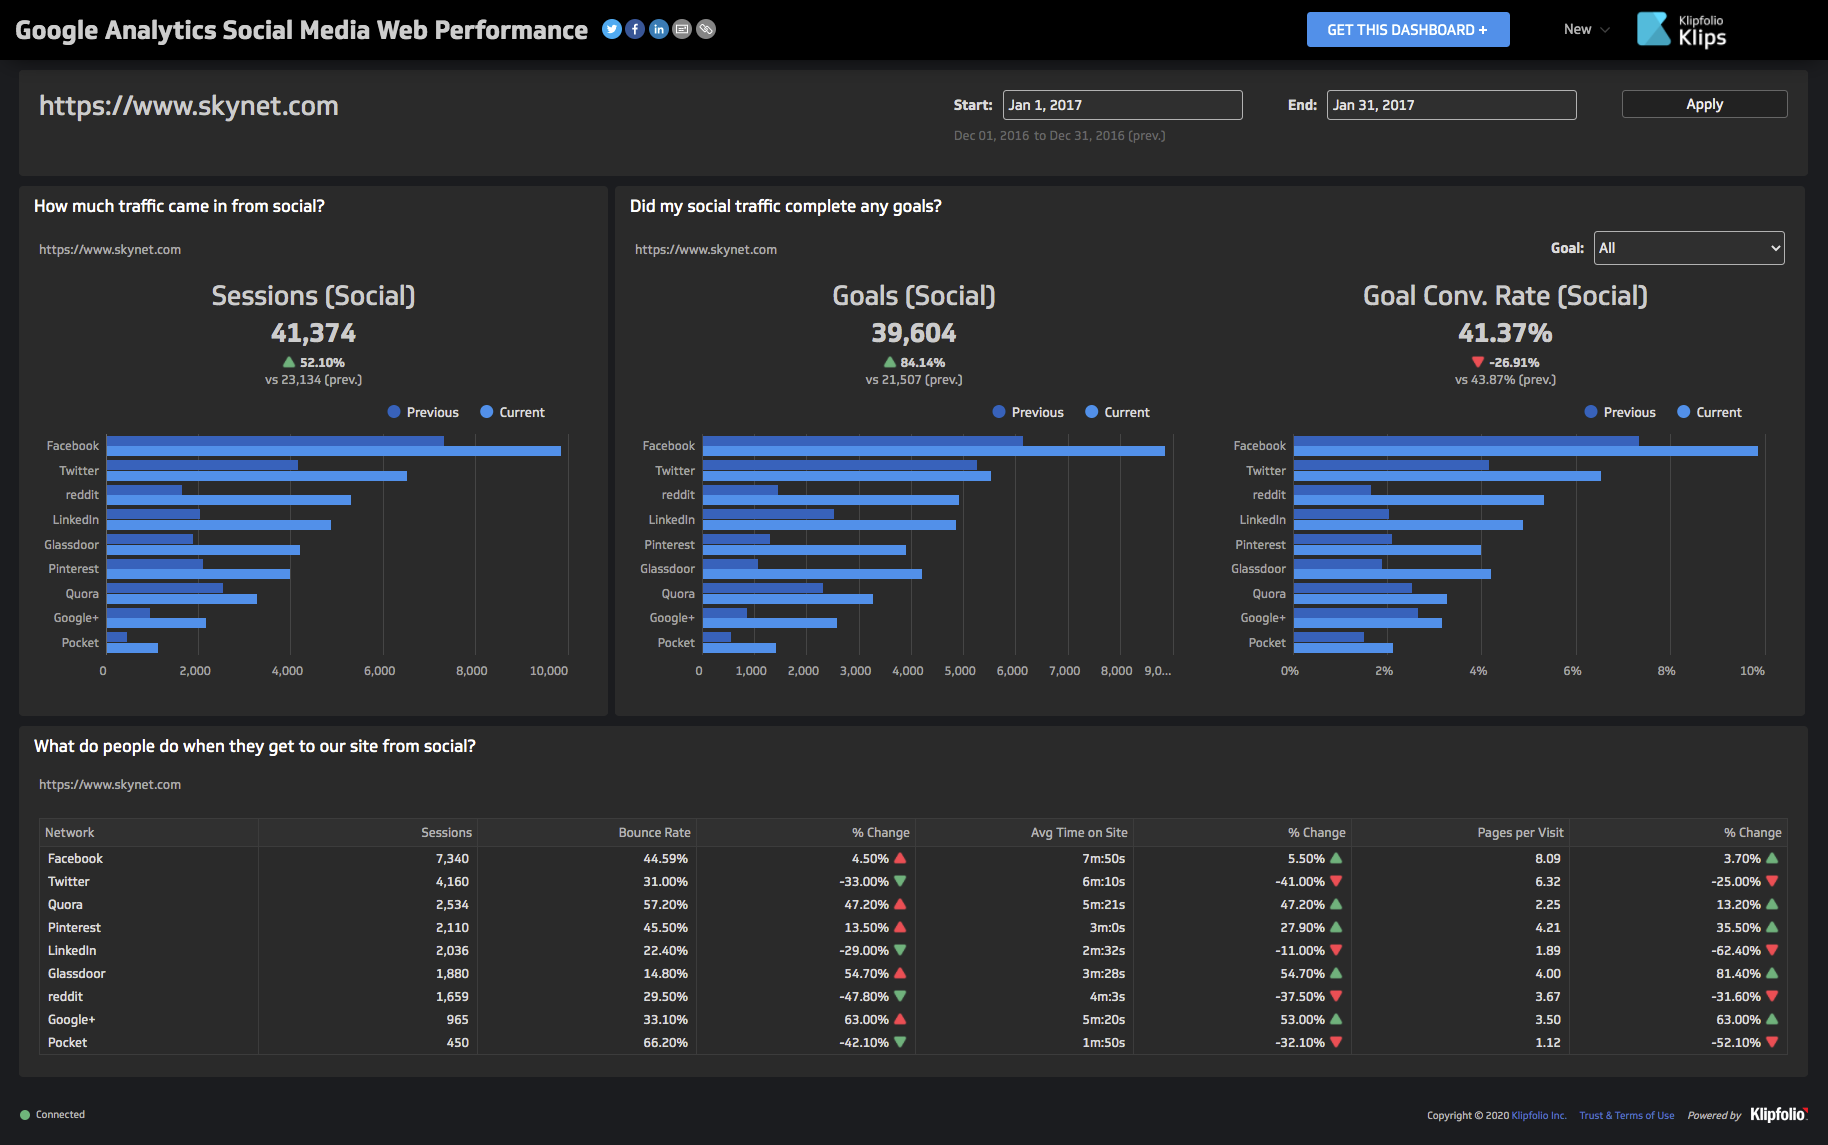 Google Analytics Social Media Web Performance
GET THIS DASHBOARD +
New
Klipfolio
Klips
https://www.skynet.com
Start: Jan 1, 2017
End: Jan 31, 2017
Apply
Dec 01, 2016 to Dec 31, 2016 (prev.)
How much traffic came in from social?
https://www.skynet.com
Sessions (Social)
41,374
52.10%
vs 23,134 (prev.)
Previous Current
Facebook
Twitter
reddit
LinkedIn
Glassdoor
Pinterest
Quora
Google+
Pocket
0 2,000 4,000 6,000 8,000 10,000
Did my social traffic complete any goals?
https://www.skynet.com
Goal: All
Goals (Social)
39,604
84.14%
vs 21,507 (prev.)
Previous Current
Facebook
Twitter
reddit
LinkedIn
Pinterest
Glassdoor
Quora
Google+
Pocket
0 1,000 2,000 3,000 4,000 5,000 6,000 7,000 8,000 9,0...
Goal Conv. Rate (Social)
41.37%
-26.91%
vs 43.87% (prev.)
Previous Current
Facebook
Twitter
reddit
LinkedIn
Pinterest
Glassdoor
Quora
Google+
Pocket
0% 2% 4% 6% 8% 10%
What do people do when they get to our site from social?
https://www.skynet.com
Network Sessions Bounce Rate % Change Avg Time on Site % Change Pages per Visit % Change
Facebook 7,340 44.59% 4.50% 7m:50s 5.50% 8.09 3.70%
Twitter 4,160 31.00% -33.00% 6m:10s -41.00% 6.32 -25.00%
Quora 2,534 57.20% 47.20% 5m:21s 47.20% 2.25 13.20%
Pinterest 2,110 45.50% 13.50% 3m:0s 27.90% 4.21 35.50%
LinkedIn 2,036 22.40% -29.00% 2m:32s -11.00% 1.89 -62.40%
Glassdoor 1,880 14.80% 54.70% 3m:28s 54.70% 4.00 81.40%
reddit 1,659 29.50% -47.80% 4m:3s -37.50% 3.67 -31.60%
Google+ 965 33.10% 63.00% 5m:20s 53.00% 3.50 63.00%
Pocket 450 66.20% -42.10% 1m:50s -32.10% 1.12 -52.10%
Connected
Copyright © 2020 Klipfolio Inc. Trust & Terms of Use Powered by Klipfolio